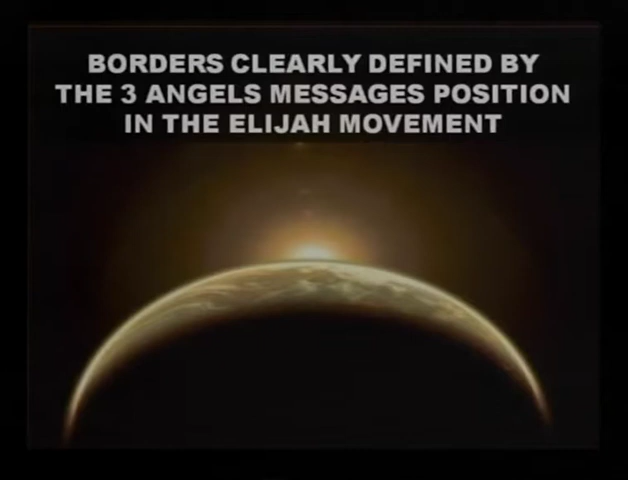 BORDERS CLEARLY DEFINED BY
THE 3 ANGELS MESSAGES POSITION
IN THE ELIJAH MOVEMENT